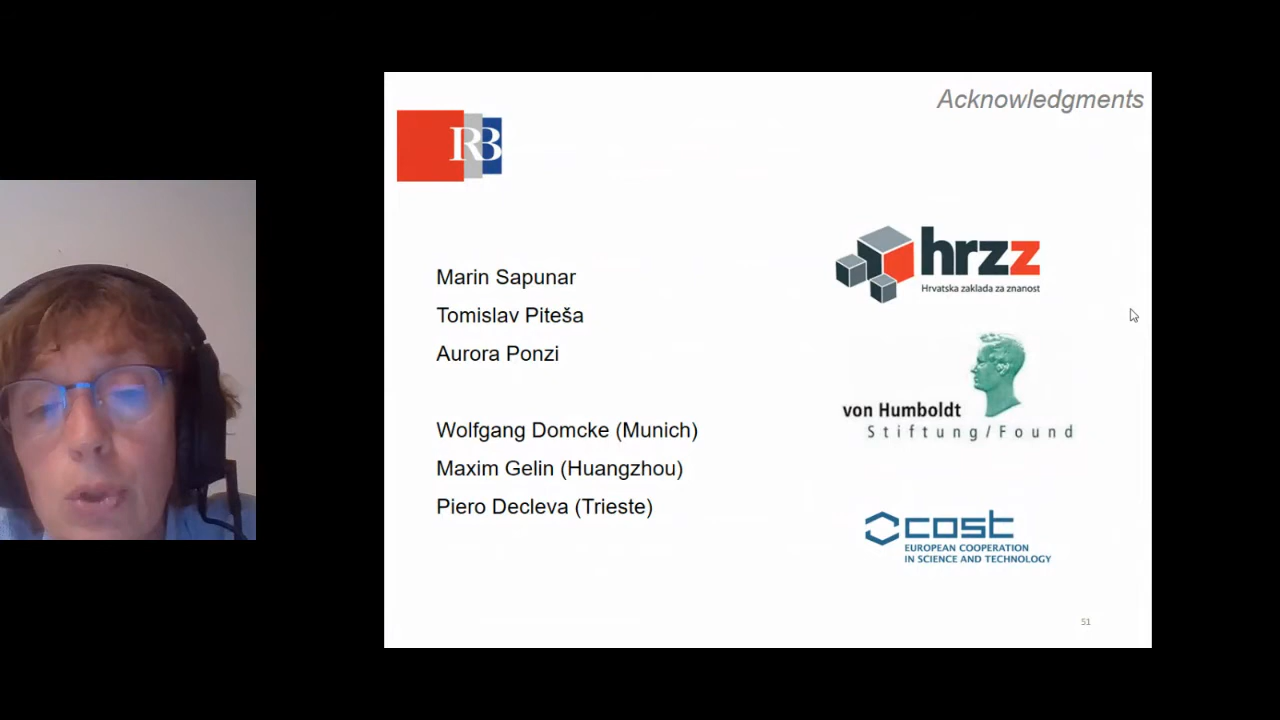 Acknowledgments
RB
hrzz
Hrvatska zaklada za znanost
Marin Sapunar
Tomislav Piteša
Aurora Ponzi
von Humboldt
Stiftung/Found
Wolfgang Domcke (Munich)
Maxim Gelin (Huangzhou)
Piero Decleva (Trieste)
cost
EUROPEAN COOPERATION
IN SCIENCE AND TECHNOLOGY
51